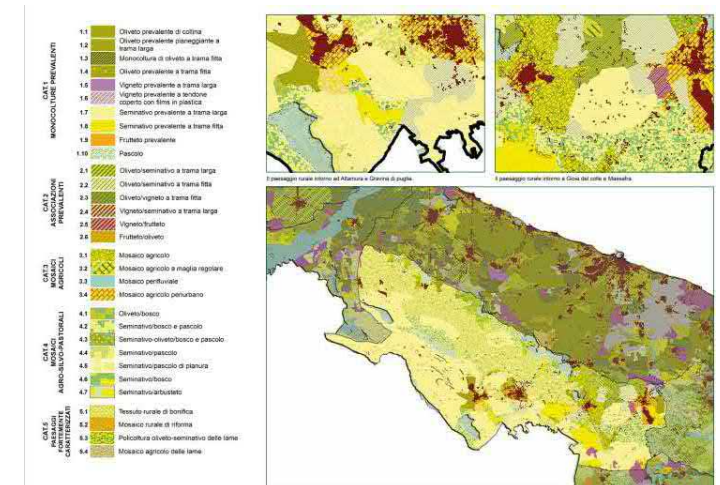 CAT.1
MONOCOLTURE PREVALENTI
1.1 Oliveto prevalente di collina
1.2 Oliveto prevalente pianeggiante a
trama larga
1.3 Monocoltura di oliveto a trama fitta
1.4 Oliveto prevalente a trama fitta
1.5 Vigneto prevalente a trama larga
1.6 Vigneto prevalente a tendone
coperto con films in plastica
1.7 Seminativo prevalente a trama larga
1.8 Seminativo prevalente a trama fitta
1.9 Frutteto prevalente
1.10 Pascolo
CAT.2
ASSOCIAZIONE
PREVALENTI
2.1 Oliveto/seminativo a trama larga
2.2 Oliveto/seminativo a trama fitta
2.3 Oliveto/vigneto a trama fitta
2.4 Vigneto/seminativo a trama larga
2.5 Vigneto/frutteto
2.6 Frutteto/oliveto
CAT.3
MOSAICI
AGRICOLI
3.1 Mosaico agricolo
3.2 Mosaico agricolo a maglia regolare
3.3 Mosaico perifluviale
3.4 Mosaico agricolo periurbano
CAT.4
MOSAICI
AGRO-SILVO-PASTORALI
4.1 Oliveto/bosco
4.2 Seminativo/bosco e pascolo
4.3 Seminativo-oliveto/bosco e pascolo
4.4 Seminativo/pascolo
4.5 Seminativo/pascolo di pianura
4.6 Seminativo/bosco
4.7 Seminativo/arbusteto
CAT.5
PAESAGGI
FORTEMENTE
CARATTERIZZATI
5.1 Tessuto rurale di bonifica
5.2 Mosaico rurale di riforma
5.3 Policoltura oliveto-seminativo delle lame
5.4 Mosaico agricolo delle lame
Il paesaggio rurale intorno ad Altamura e Gravina di puglia.
Il paesaggio rurale intorno a Gioia del colle e Massafra.